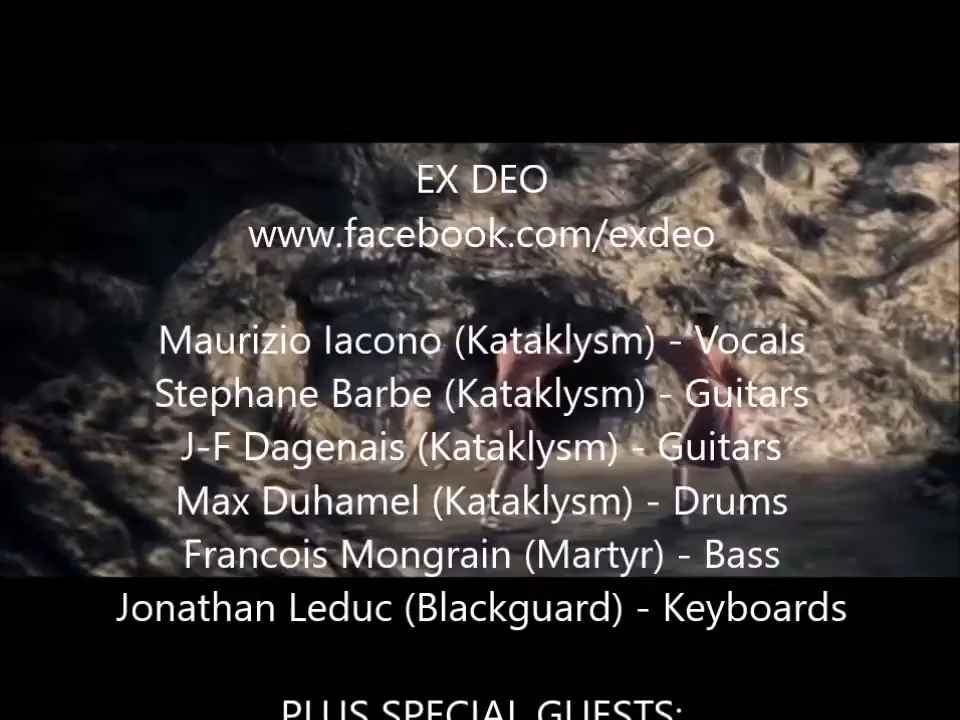 EX DEO
www.facebook.com/exdeo
Maurizio Iacono (Kataklysm) - Vocals
Stephane Barbe (Kataklysm) - Guitars
J-F Dagenais (Kataklysm) - Guitars
Max Duhamel (Kataklysm) - Drums
Francois Mongrain (Martyr) - Bass
Jonathan Leduc (Blackguard) - Keyboards
PLUS SPECIAL GUESTS: